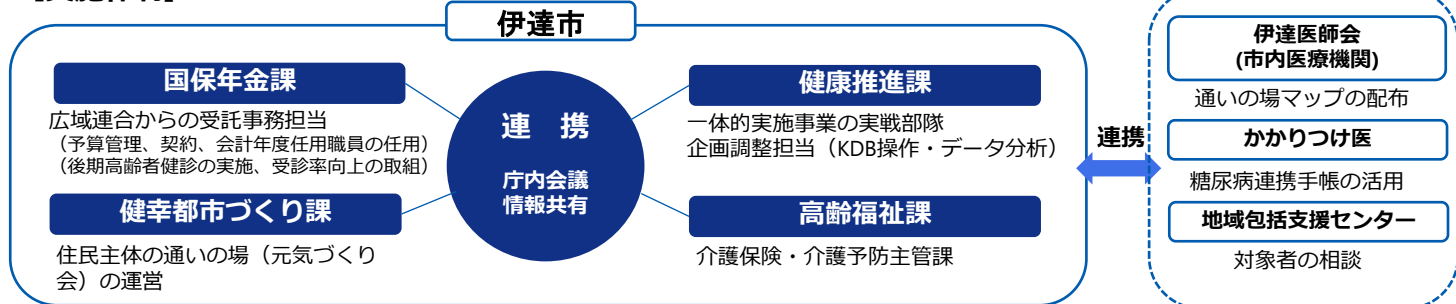 伊達市
国保年金課
広域連合からの受託事務担当
（予算管理、契約、会計年度任用職員の任用）
（後期高齢者健診の実施、受診率向上の取組）
健幸都市づくり課
住民主体の通いの場（元気づくり
会）の運営
連　携
庁内会議
情報共有
健康推進課
一体的実施事業の実戦部隊
企画調整担当（KDB操作・データ分析）
高齢福祉課
介護保険・介護予防主管課
連携
伊達医師会
(市内医療機関)
通いの場マップの配布
かかりつけ医
糖尿病連携手帳の活用
地域包括支援センター
対象者の相談